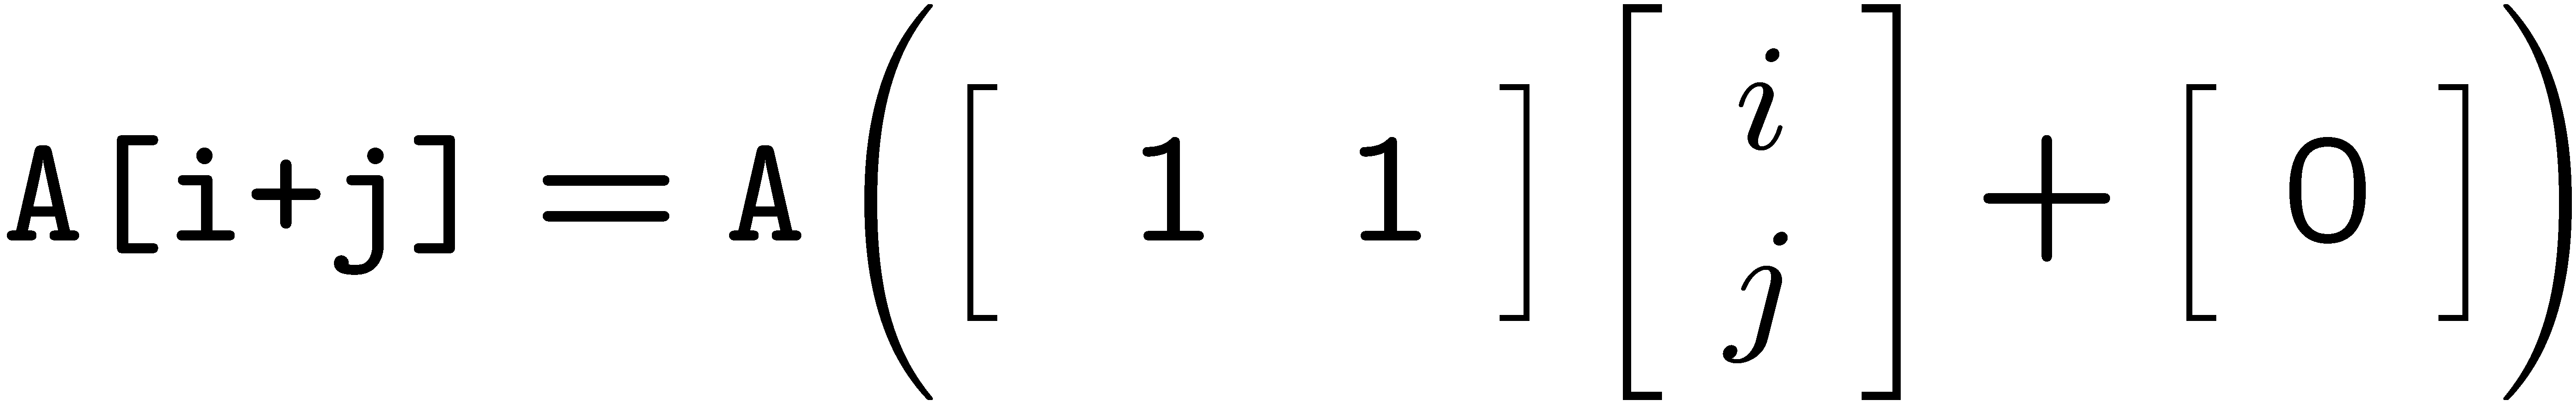 A[i+j] = A ( [ 1 1 ] [ i j ] + [ 0 ] )